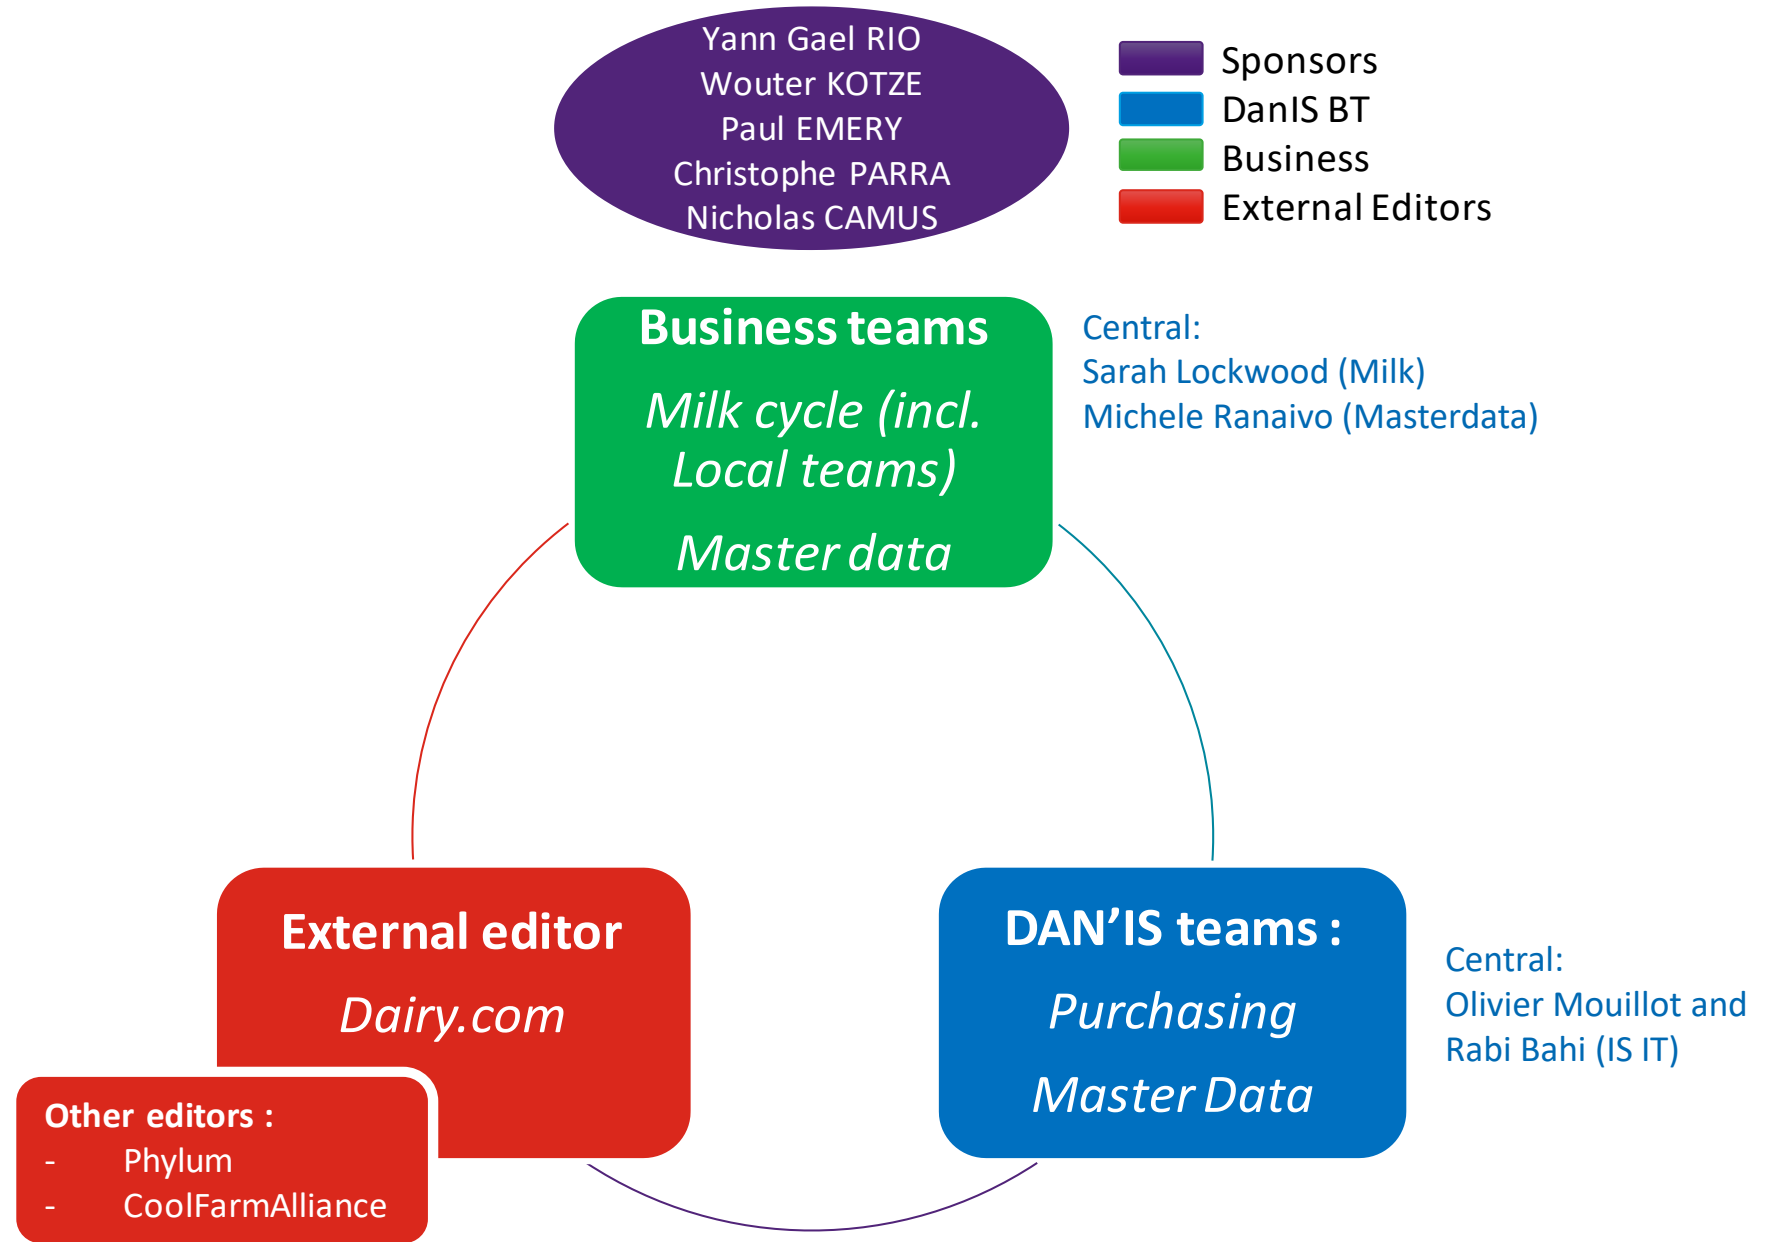 Yann Gael RIO
Wouter KOTZE
Paul EMERY
Christophe PARRA
Nicholas CAMUS
Sponsors
DanIS BT
Business
External Editors
Business teams
Milk cycle (incl.
Local teams)
Master data
Central:
Sarah Lockwood (Milk)
Michele Ranaivo (Masterdata)
External editor
Dairy.com
Other editors :
- Phylum
- CoolFarmAlliance
DAN’IS teams :
Purchasing
Master Data
Central:
Olivier Mouillot and
Rabi Bahi (IS IT)